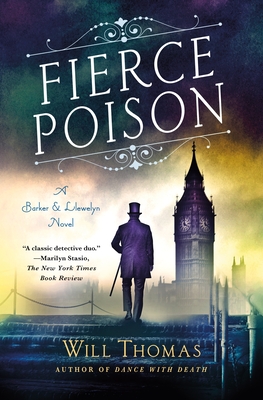 FIERCE
POISON
A
Barker & Llewelyn
Novel
"A classic detective duo."
—Marilyn Stasio,
The New York Times
Book Review
WILL THOMAS
AUTHOR OF DANCE WITH DEATH